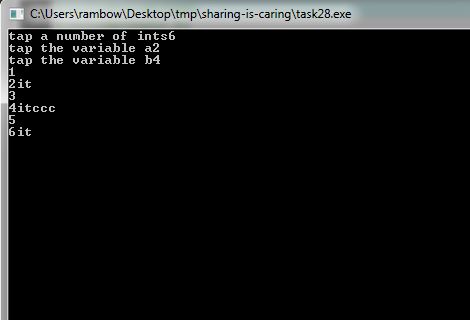 C:\Users\rambow\Desktop\tmp\sharing-is-caring\task28.exe
tap a number of ints6
tap the variable a2
tap the variable b4
1
2it
3
4itccc
5
6it